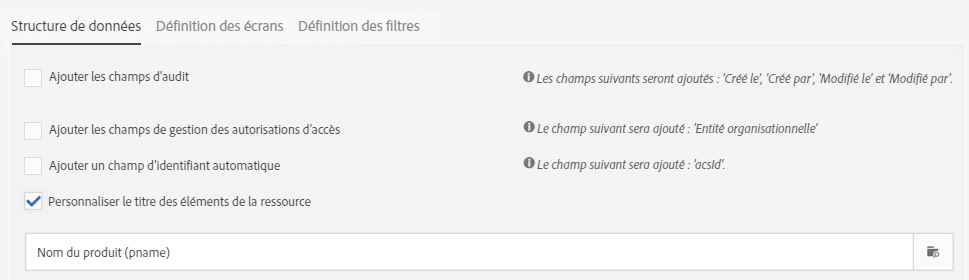 Structure de données Définition des écrans Définition des filtres
Ajouter les champs d'audit Les champs suivants seront ajoutés : 'Créé le', 'Créé par', 'Modifié le' et 'Modifié par'.
Ajouter les champs de gestion des autorisations d'accès Le champ suivant sera ajouté : 'Entité organisationnelle'
Ajouter un champ d'identifiant automatique Le champ suivant sera ajouté : 'acsId'.
Personnaliser le titre des éléments de la ressource
Nom du produit (pname)